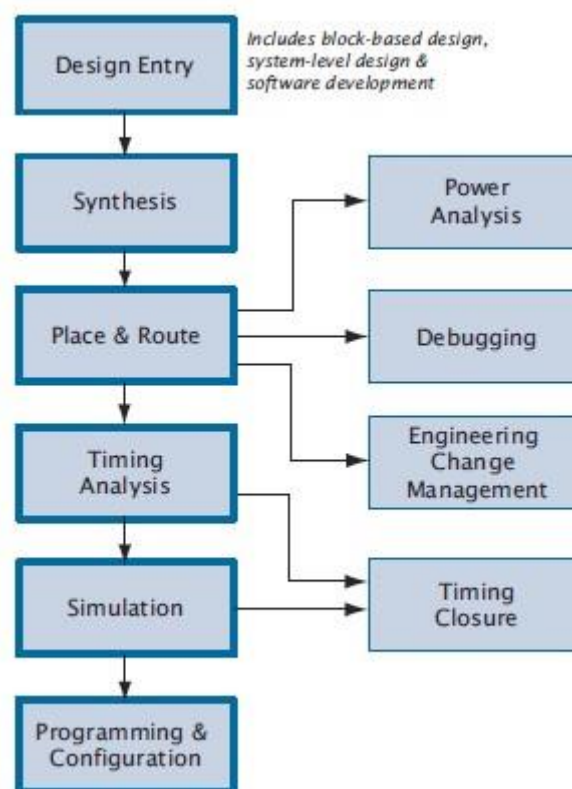 Design Entry
Includes block-based design,
system-level design &
software development
Synthesis
Power
Analysis
Place & Route
Debugging
Timing
Analysis
Engineering
Change
Management
Simulation
Timing
Closure
Programming &
Configuration